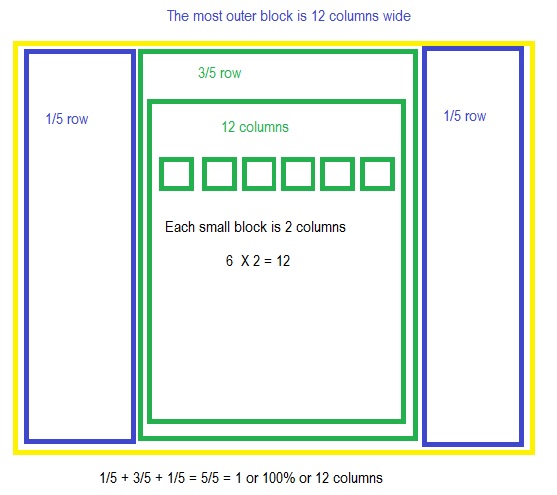 The most outer block is 12 columns wide
3/5 row
1/5 row
1/5 row
12 columns
Each small block is 2 columns
6 X 2 = 12
1/5 + 3/5 + 1/5 = 5/5 = 1 or 100% or 12 columns